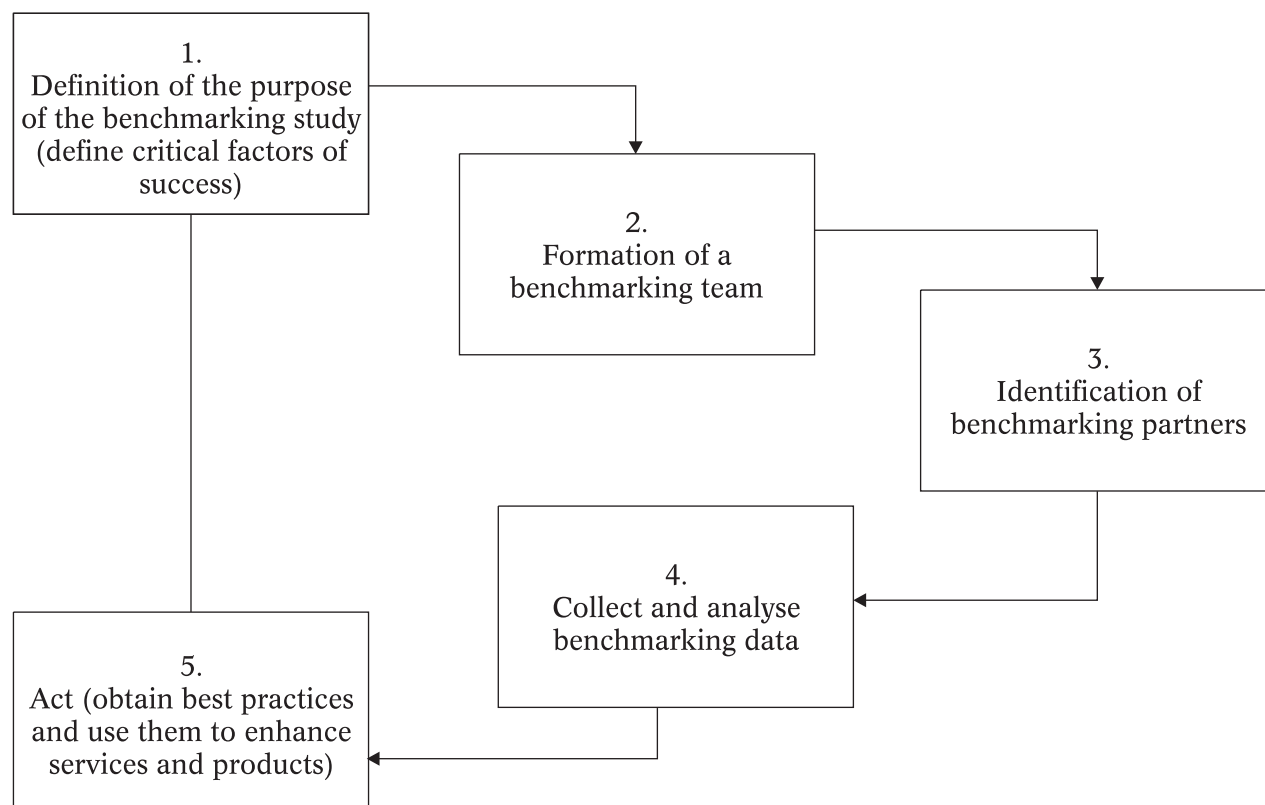 1.
Definition of the purpose
of the benchmarking study
(define critical factors of
success)
2.
Formation of a
benchmarking team
3.
Identification of
benchmarking partners
4.
Collect and analyse
benchmarking data
5.
Act (obtain best practices
and use them to enhance
services and products)